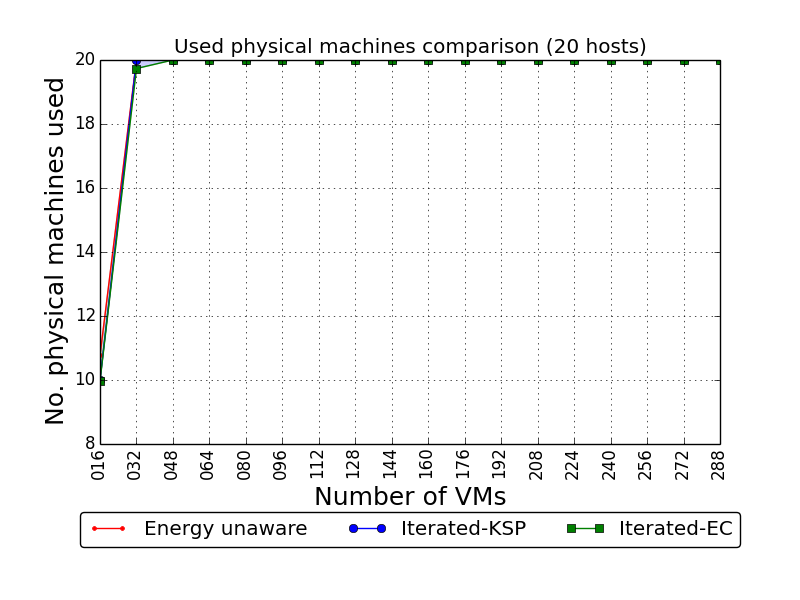 Used physical machines comparison (20 hosts)
No. physical machines used
20
18
16
14
12
10
8
016 032 048 064 080 096 112 128 144 160 176 192 208 224 240 256 272 288
Number of VMs
Energy unaware Iterated-KSP Iterated-EC